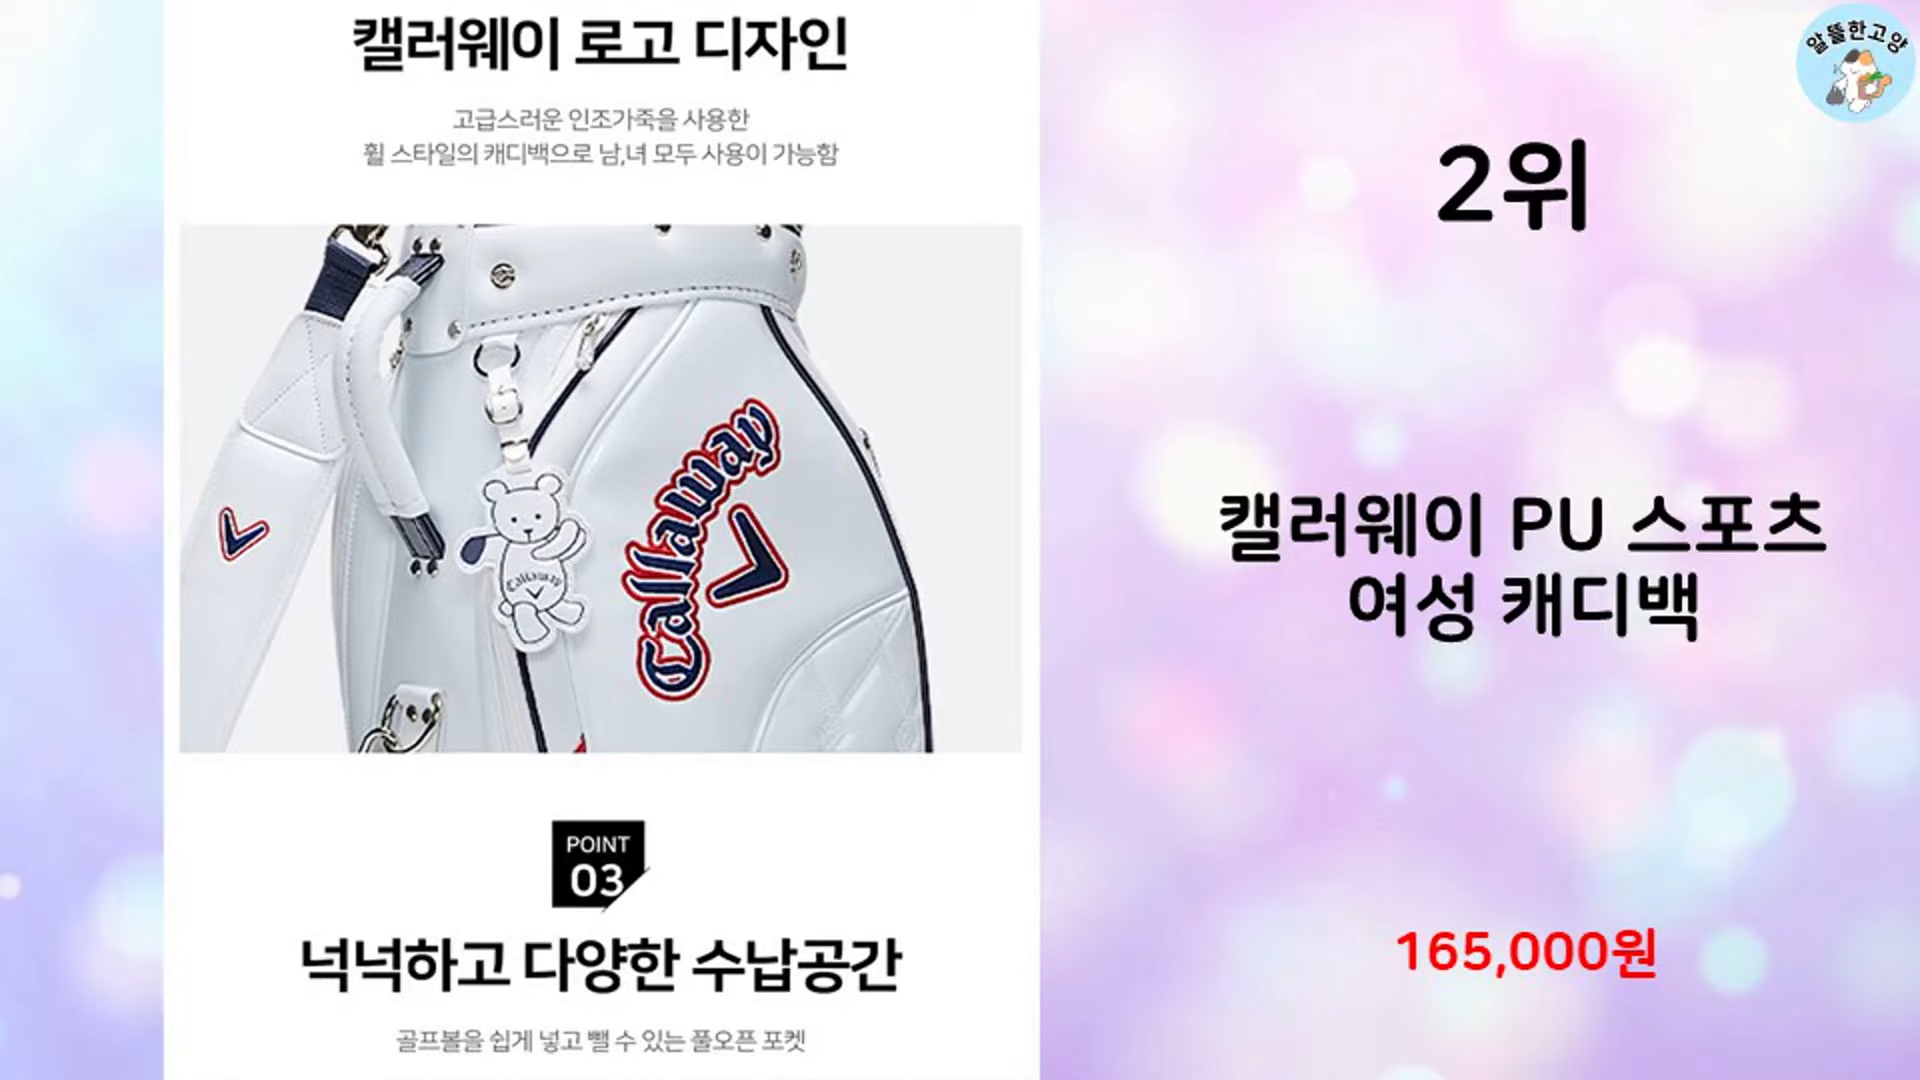 캘러웨이 로고 디자인
고급스러운 인조가죽을 사용한
휠 스타일의 캐디백으로 남,녀 모두 사용이 가능함
Callaway
Callaway
POINT
03
넉넉하고 다양한 수납공간
골프볼을 쉽게 넣고 뺄 수 있는 풀오픈 포켓
알뜰한고양
2위
캘러웨이 PU 스포츠
여성 캐디백
165,000원